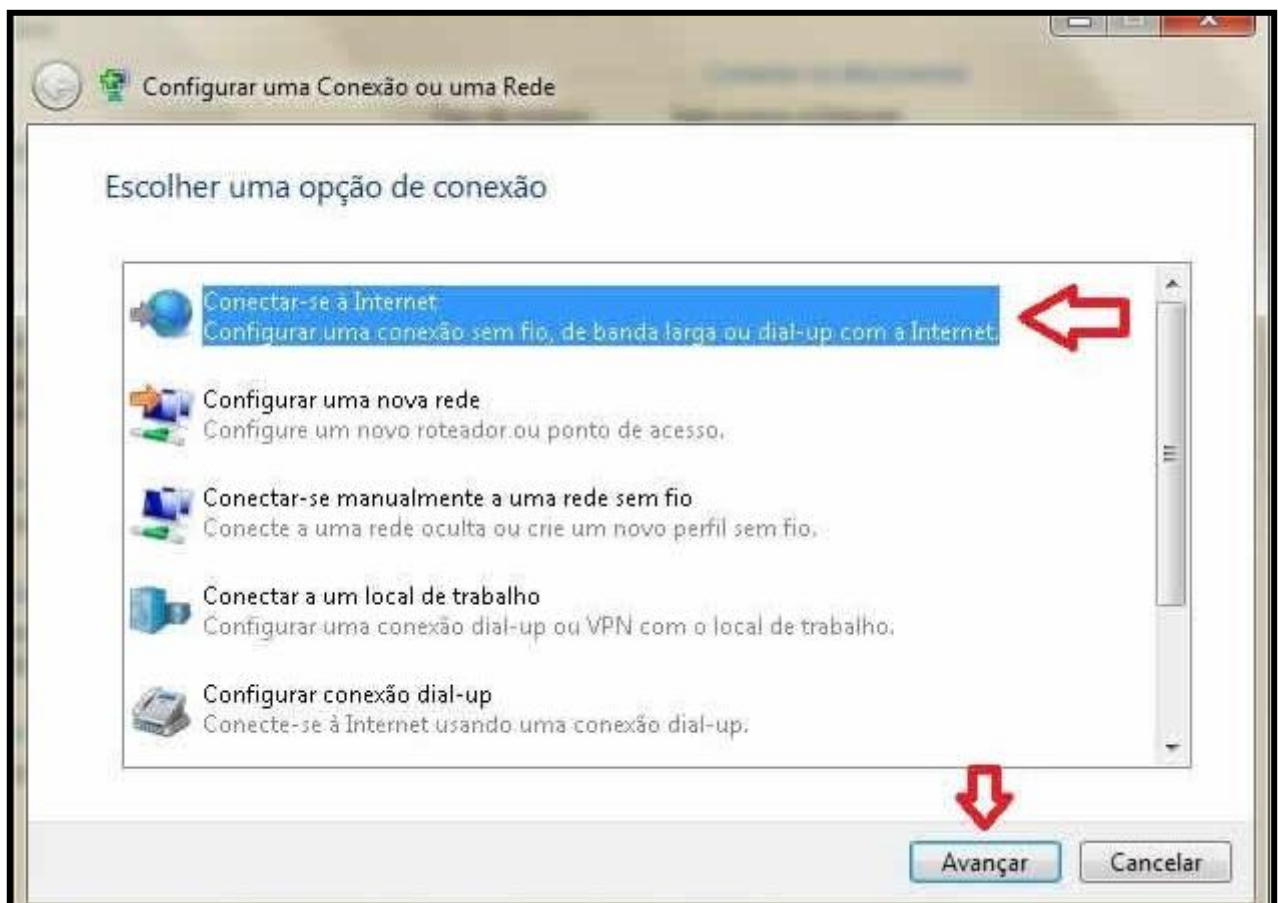 Configurar uma Conexão ou uma Rede
Escolher uma opção de conexão
Conectar-se à Internet
Configurar uma conexão sem fio, de banda larga ou dial-up com a Internet.
Configurar uma nova rede
Configure um novo roteador ou ponto de acesso.
Conectar-se manualmente a uma rede sem fio
Conecte a uma rede oculta ou crie um novo perfil sem fio.
Conectar a um local de trabalho
Configurar uma conexão dial-up ou VPN com o local de trabalho.
Configurar conexão dial-up
Conecte-se à Internet usando uma conexão dial-up.
Avançar
Cancelar